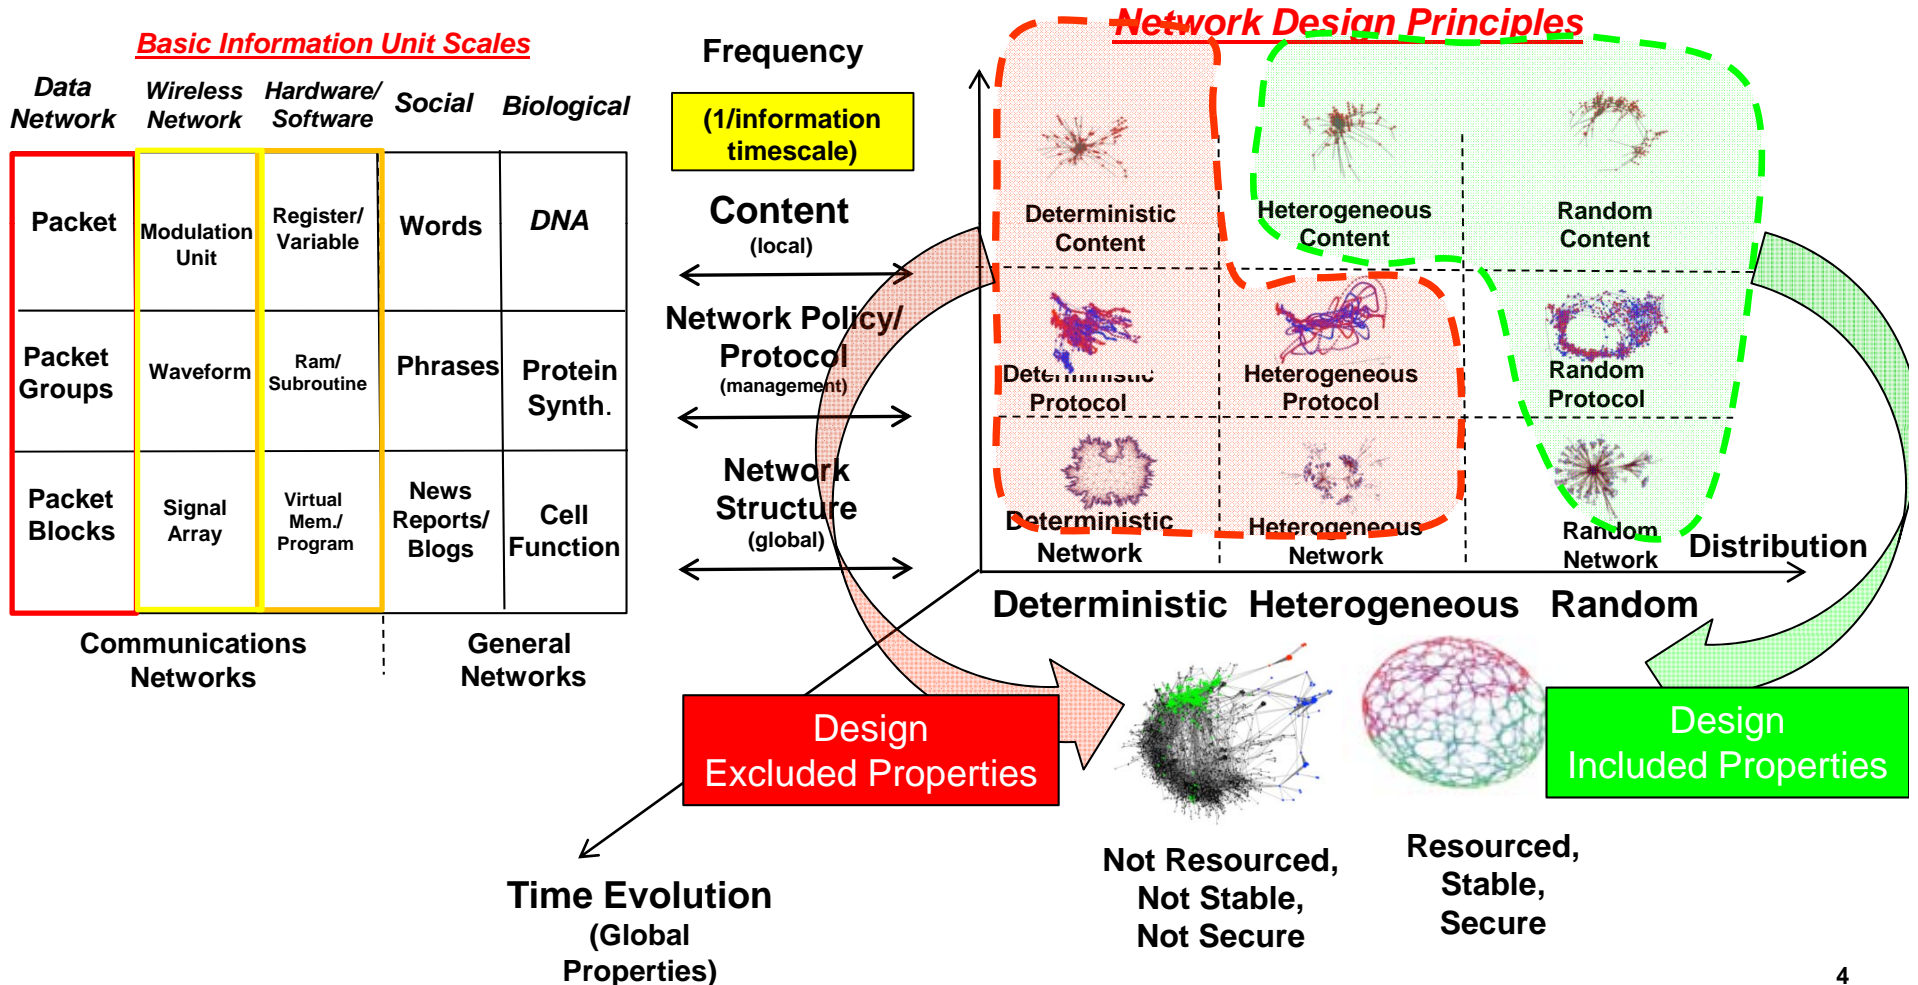 Basic Information Unit Scales
Data
Network
Wireless
Network
Hardware/
Software
Social
Biological
Packet
Modulation
Unit
Register/
Variable
Words
DNA
Packet
Groups
Waveform
Ram/
Subroutine
Phrases
Protein
Synth.
Packet
Blocks
Signal
Array
Virtual
Mem./
Program
News
Reports/
Blogs
Cell
Function
Communications
Networks
General
Networks
Frequency
(1/information
timescale)
Content
(local)
Network Policy/
Protocol
(management)
Network
Structure
(global)
Network Design Principles
Deterministic
Content
Heterogeneous
Content
Random
Content
Deterministic
Protocol
Heterogeneous
Protocol
Random
Protocol
Deterministic
Network
Heterogeneous
Network
Random
Network
Distribution
Deterministic
Heterogeneous
Random
Design
Excluded Properties
Design
Included Properties
Not Resourced,
Not Stable,
Not Secure
Resourced,
Stable,
Secure
Time Evolution
(Global
Properties)
4